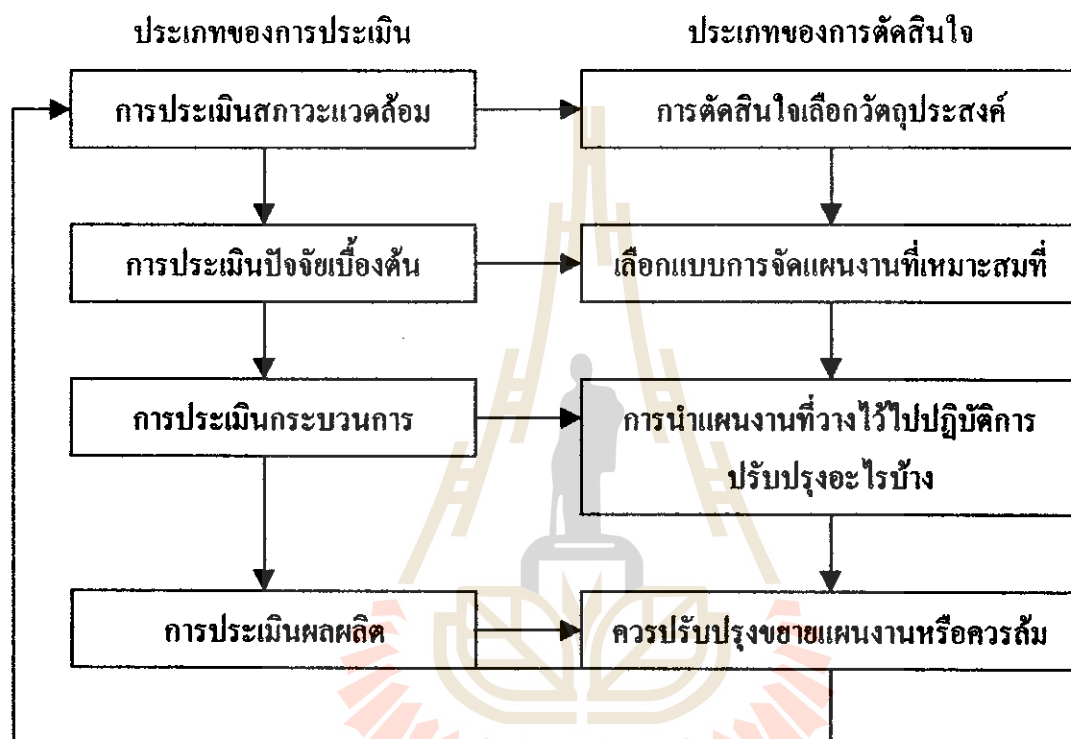 ประเภทของการประเมิน
ประเภทของการตัดสินใจ
การประเมินสภาวะแวดล้อม
การตัดสินใจเลือกวัตถุประสงค์
การประเมินปัจจัยเบื้องต้น
เลือกแบบการจัดแผนงานที่เหมาะสมที่
การประเมินกระบวนการ
การนำแผนงานที่วางไว้ไปปฏิบัติการ
ปรับปรุงอะไรบ้าง
การประเมินผลผลิต
ควรปรับปรุงขยายแผนงานหรือควรล้ม